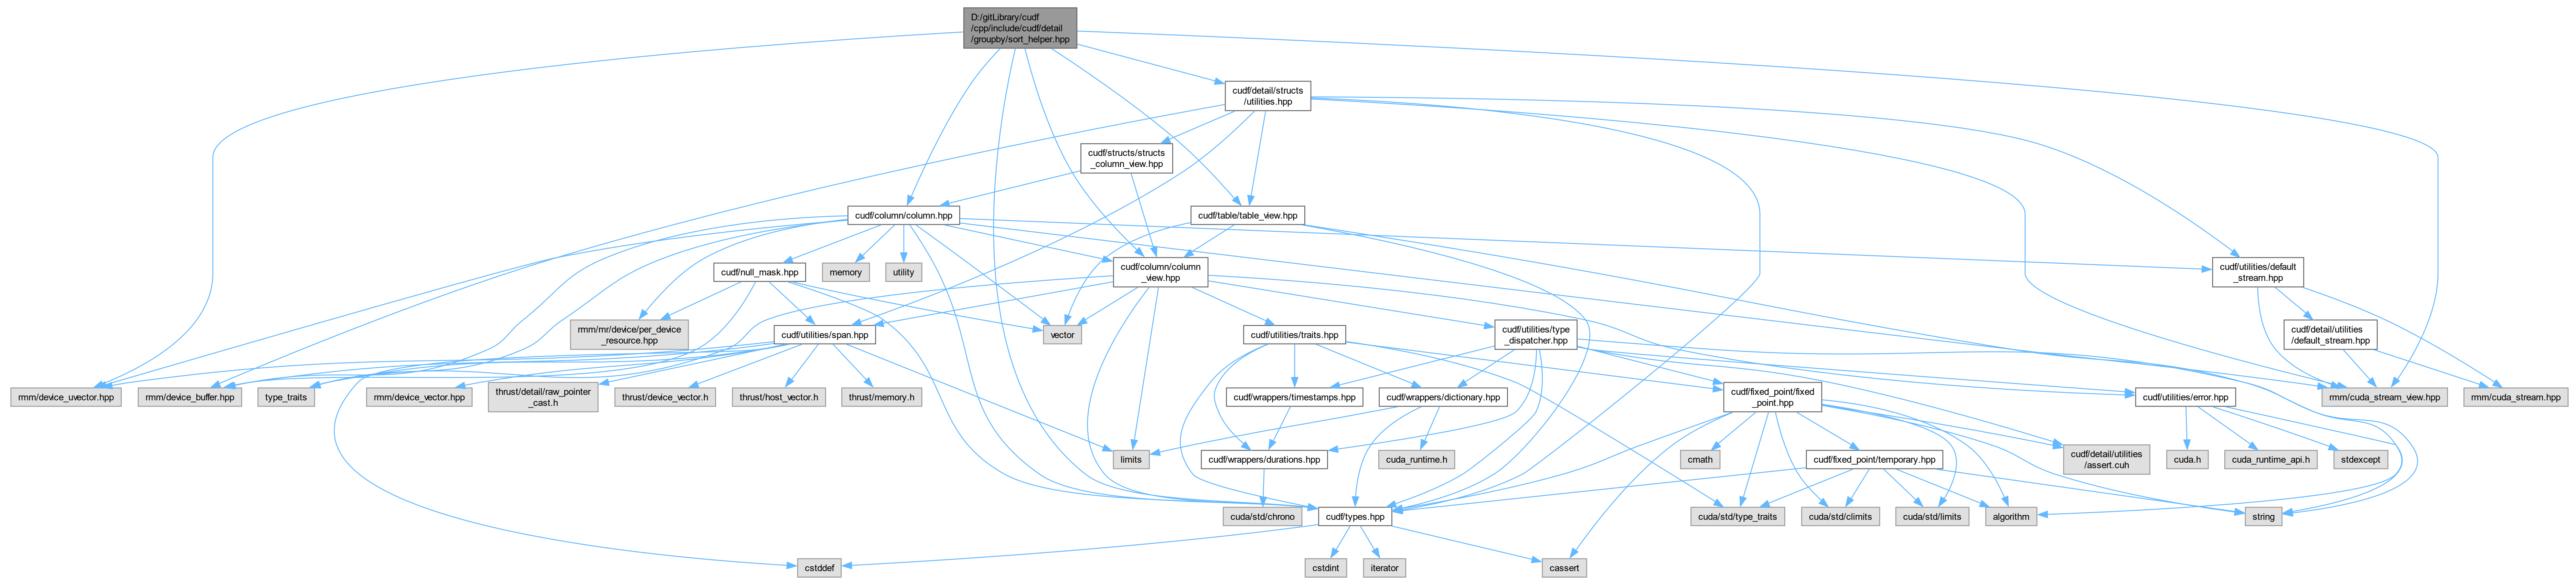 D:/gitLibrary/cudf
/cpp/include/cudf/detail
/groupby/sort_helper.hpp
cudf/detail/structs
/utilities.hpp
cudf/structs/structs
_column_view.hpp
cudf/column/column.hpp
cudf/table/table_view.hpp
cudf/null_mask.hpp
memory
utility
cudf/column/column
_view.hpp
cudf/utilities/default
_stream.hpp
rmm/mr/device/per_device
_resource.hpp
cudf/utilities/span.hpp
vector
cudf/utilities/traits.hpp
cudf/utilities/type
_dispatcher.hpp
cudf/detail/utilities
/default_stream.hpp
rmm/device_uvector.hpp
rmm/device_buffer.hpp
type_traits
rmm/device_vector.hpp
thrust/detail/raw_pointer
_cast.h
thrust/device_vector.h
thrust/host_vector.h
thrust/memory.h
cudf/wrappers/timestamps.hpp
cudf/wrappers/dictionary.hpp
cudf/fixed_point/fixed
_point.hpp
cudf/utilities/error.hpp
rmm/cuda_stream_view.hpp
rmm/cuda_stream.hpp
limits
cudf/wrappers/durations.hpp
cuda_runtime.h
cmath
cudf/fixed_point/temporary.hpp
cudf/detail/utilities
/assert.cuh
cuda.h
cuda_runtime_api.h
stdexcept
cuda/std/chrono
cudf/types.hpp
cuda/std/type_traits
cuda/std/climits
cuda/std/limits
algorithm
string
cstddef
cstdint
iterator
cassert